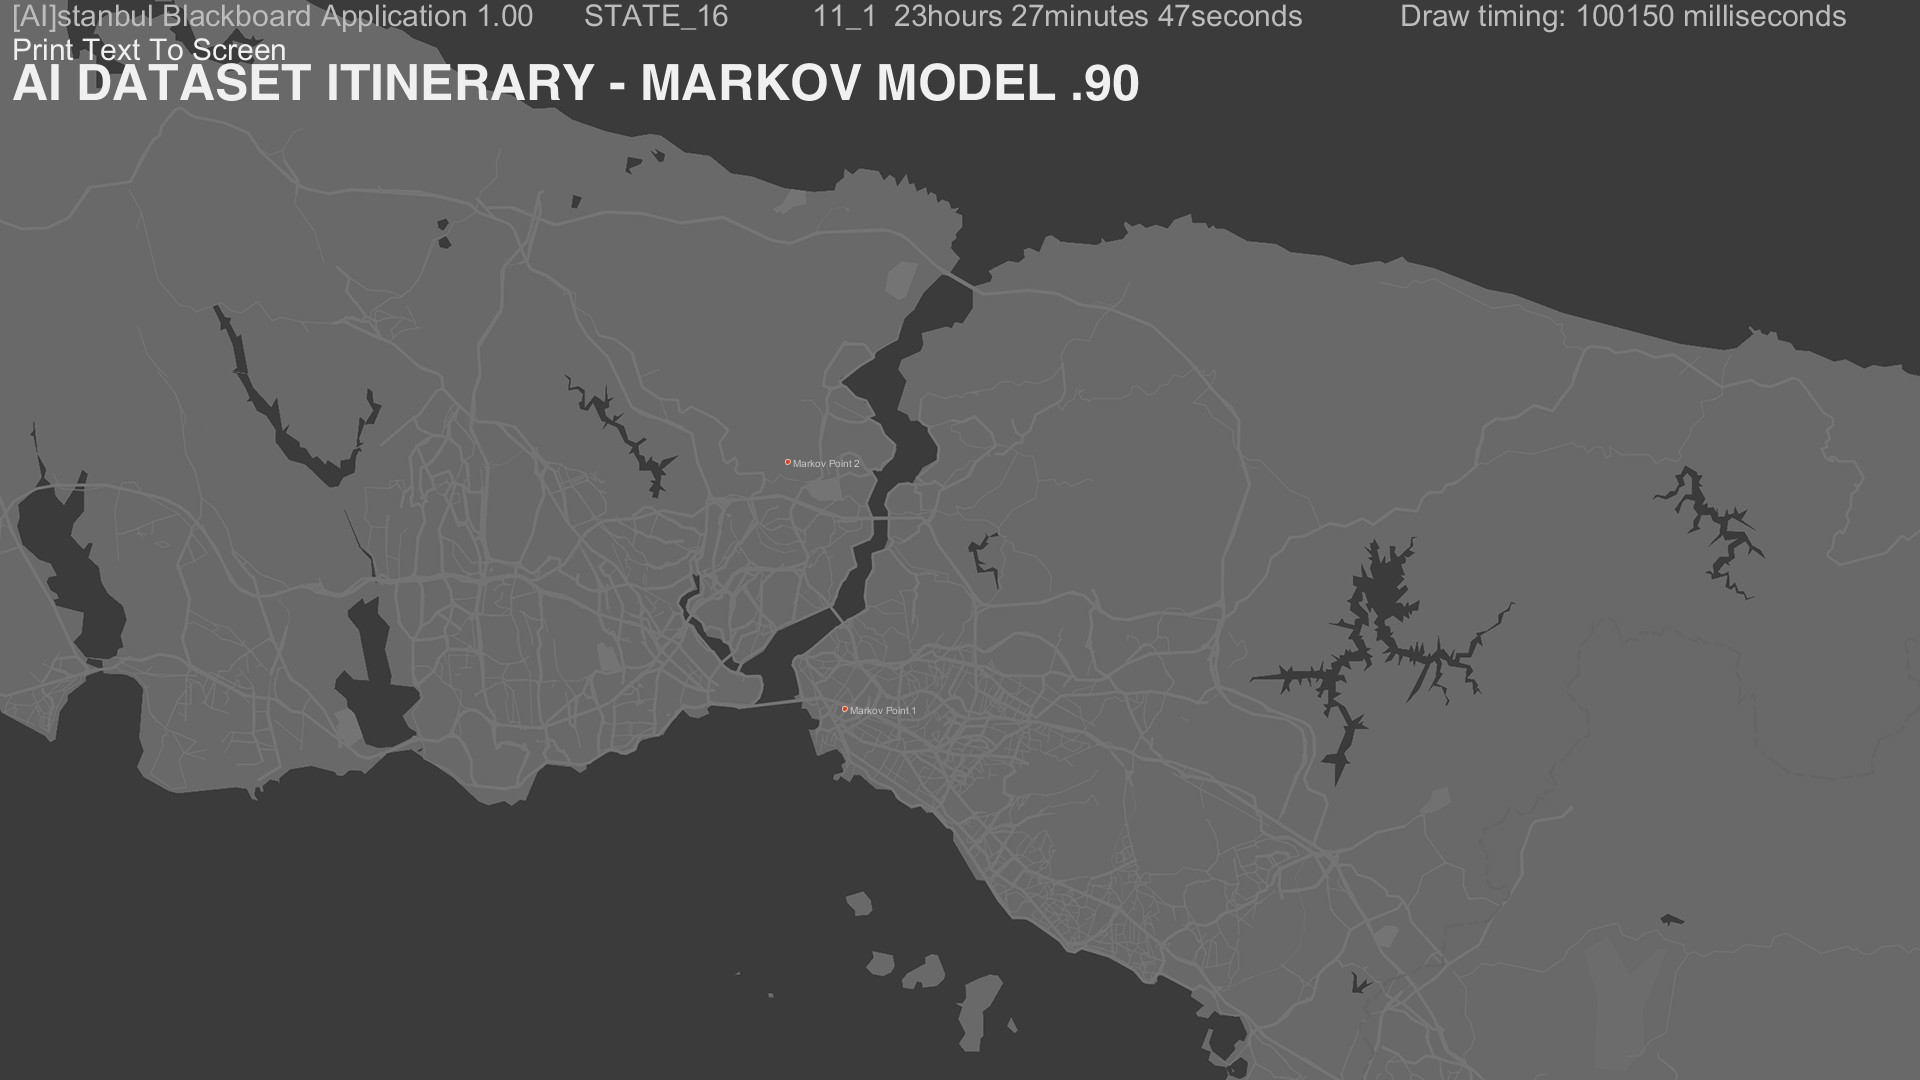 [AI]stanbul Blackboard Application 1.00 STATE_16 11_1 23hours 27minutes 47seconds Draw timing: 100150 milliseconds
Print Text To Screen
AI DATASET ITINERARY - MARKOV MODEL .90
Markov Point 2
Markov Point 1